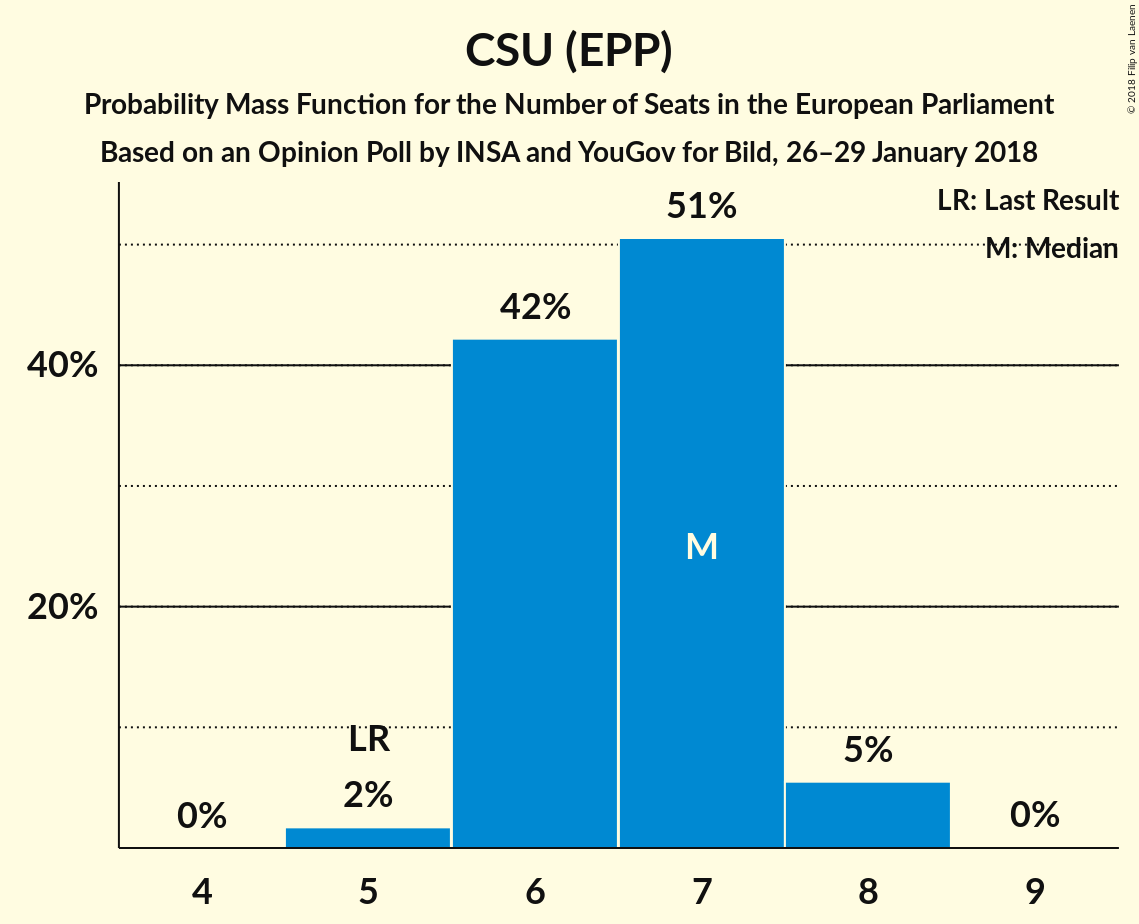 CSU (EPP)
Probability Mass Function for the Number of Seats in the European Parliament
Based on an Opinion Poll by INSA and YouGov for Bild, 26–29 January 2018
© 2018 Filip van Laenen
LR: Last Result
M: Median
51%
42%
40%
M
20%
LR
5%
2%
0%
0%
4 5 6 7 8 9